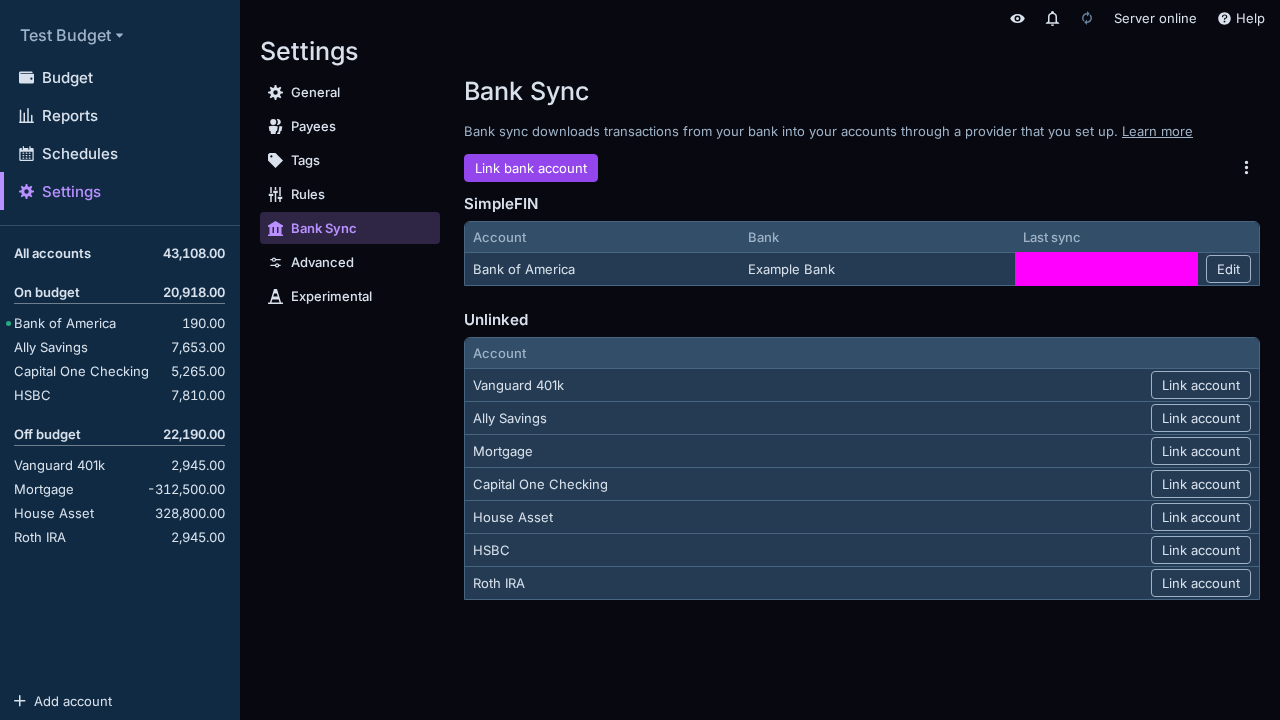 Test Budget
Budget
Reports
Schedules
Settings
All accounts 43,108.00
On budget 20,918.00
Bank of America 190.00
Ally Savings 7,653.00
Capital One Checking 5,265.00
HSBC 7,810.00
Off budget 22,190.00
Vanguard 401k 2,945.00
Mortgage -312,500.00
House Asset 328,800.00
Roth IRA 2,945.00
Add account
Server online
Help
Settings
General
Payees
Tags
Rules
Bank Sync
Advanced
Experimental
Bank Sync
Bank sync downloads transactions from your bank into your accounts through a provider that you set up. Learn more
Link bank account
SimpleFIN
Account Bank Last sync
Bank of America Example Bank Edit
Unlinked
Account
Vanguard 401k Link account
Ally Savings Link account
Mortgage Link account
Capital One Checking Link account
House Asset Link account
HSBC Link account
Roth IRA Link account